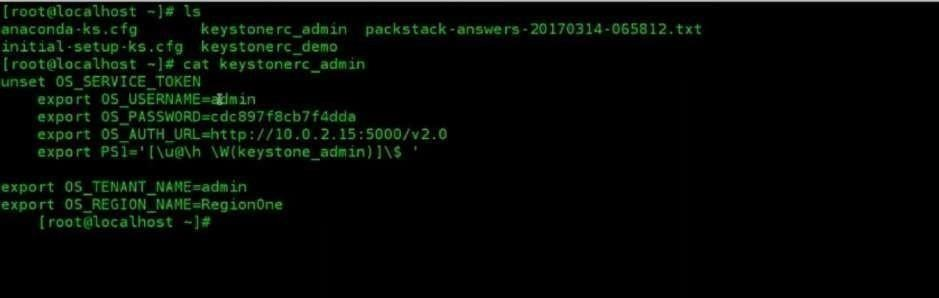 [root@localhost ~]# ls
anaconda-ks.cfg keystonerc_admin packstack-answers-20170314-065812.txt
initial-setup-ks.cfg keystonerc_demo
[root@localhost ~]# cat keystonerc_admin
unset OS_SERVICE_TOKEN
export OS_USERNAME=admin
export OS_PASSWORD=cdc897f8cb7f4dda
export OS_AUTH_URL=http://10.0.2.15:5000/v2.0
export PS1='[\u@\h \W(keystone_admin)]\$ '
export OS_TENANT_NAME=admin
export OS_REGION_NAME=RegionOne
[root@localhost ~]#